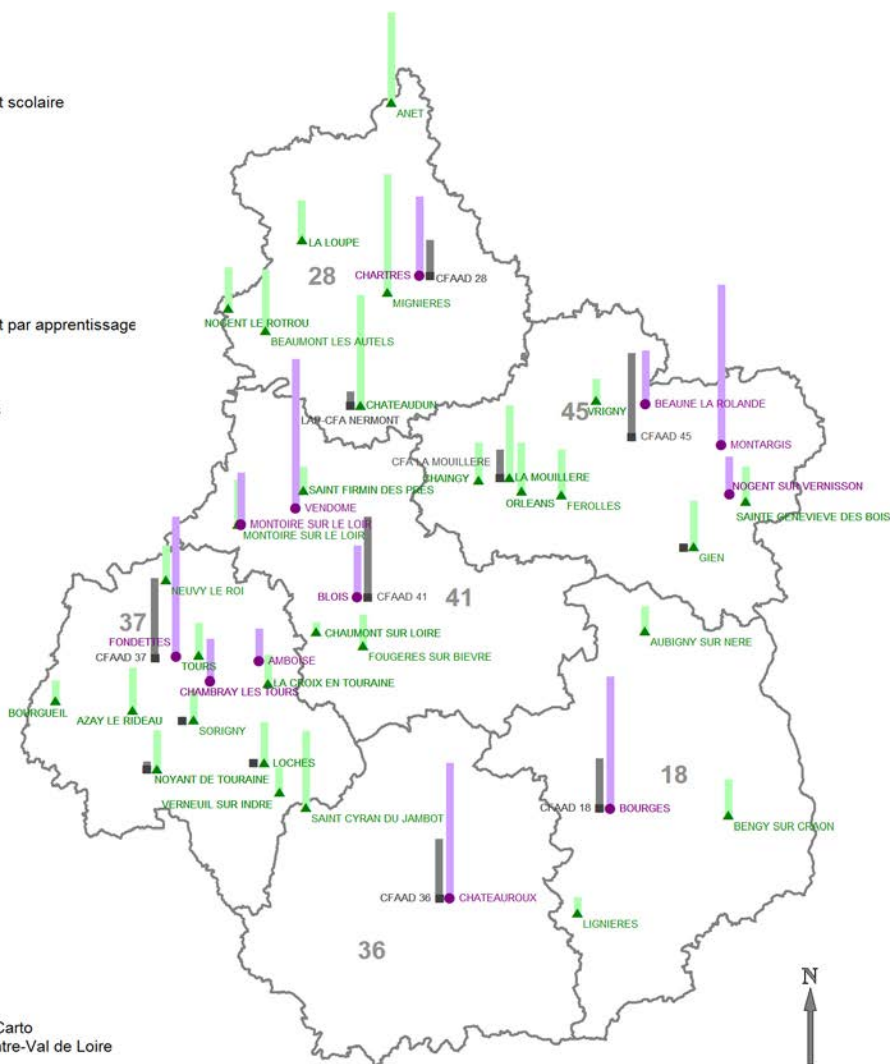 t scolaire
ANET
LA LOUPE
28
CHARTRES
CFAAD 28
MIGNIERES
NOGENT LE ROTROU
t par apprentissage
BEAUMONT LES AUTELS
CHATEAUDUN
LAP-CFA NERMONT
45
VRIGNY
BEAUNE LA ROLANDE
CFAAD 45
MONTARGIS
CFA LA MOUILLERE
CHAINGY
LA MOUILLERE
ORLEANS
FEROLLES
NOGENT SUR VERNISSON
SAINTE GENEVIEVE DES BOIS
GIEN
SAINT FIRMIN DES PRES
VENDOME
MONTOIRE SUR LE LOIR
MONTOIRE SUR LE LOIR
NEUVY LE ROI
BLOIS
CFAAD 41
41
37
FONDETTES
CFAAD 37
TOURS
AMBOISE
CHAUMONT SUR LOIRE
FOUGERES SUR BIEVRE
AUBIGNY SUR NERE
CHAMBRAY LES TOURS
LA CROIX EN TOURAINE
BOURGUEIL
AZAY LE RIDEAU
SORIGNY
LOCHES
NOYANT DE TOURAINE
VERNEUIL SUR INDRE
SAINT CYRAN DU JAMBOT
18
CFAAD 18
BOURGES
BENGY SUR CRAON
CFAAD 36
CHATEAUROUX
LIGNIERES
36
N
Carto
ntre-Val de Loire